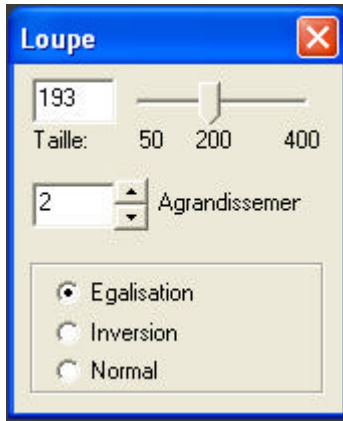 Loupe
193
Taille: 50 200 400
2 Agrandissemer
Egalisation
Inversion
Normal